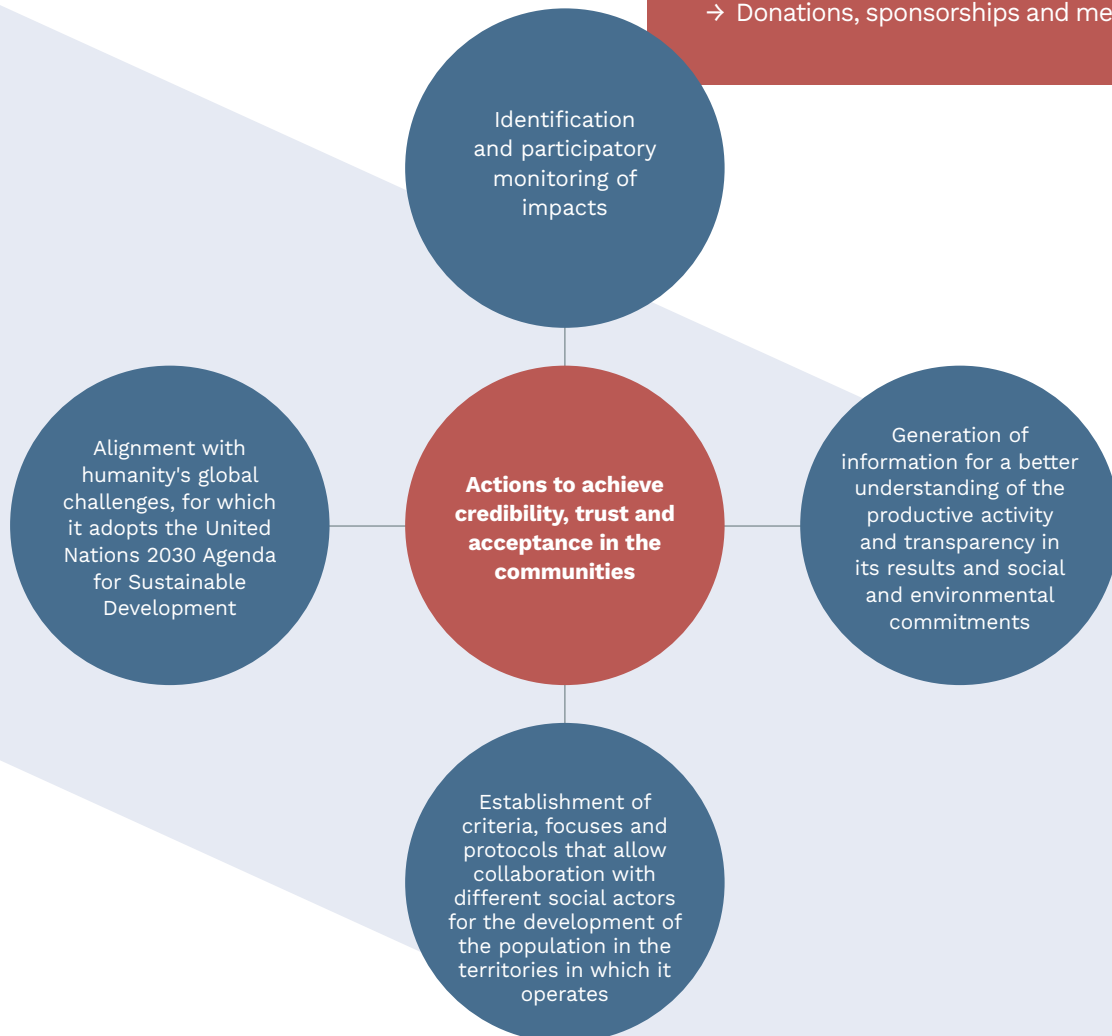 → Donations, sponsorships and
Identification
and participatory
monitoring of
impacts
Alignment with
humanity's global
challenges, for which
it adopts the United
Nations 2030 Agenda
for Sustainable
Development
Actions to achieve
credibility, trust and
acceptance in the
communities
Generation of
information for a better
understanding of the
productive activity
and transparency in
its results and social
and environmental
commitments
Establishment of
criteria, focuses and
protocols that allow
collaboration with
different social actors
for the development of
the population in the
territories in which it
operates